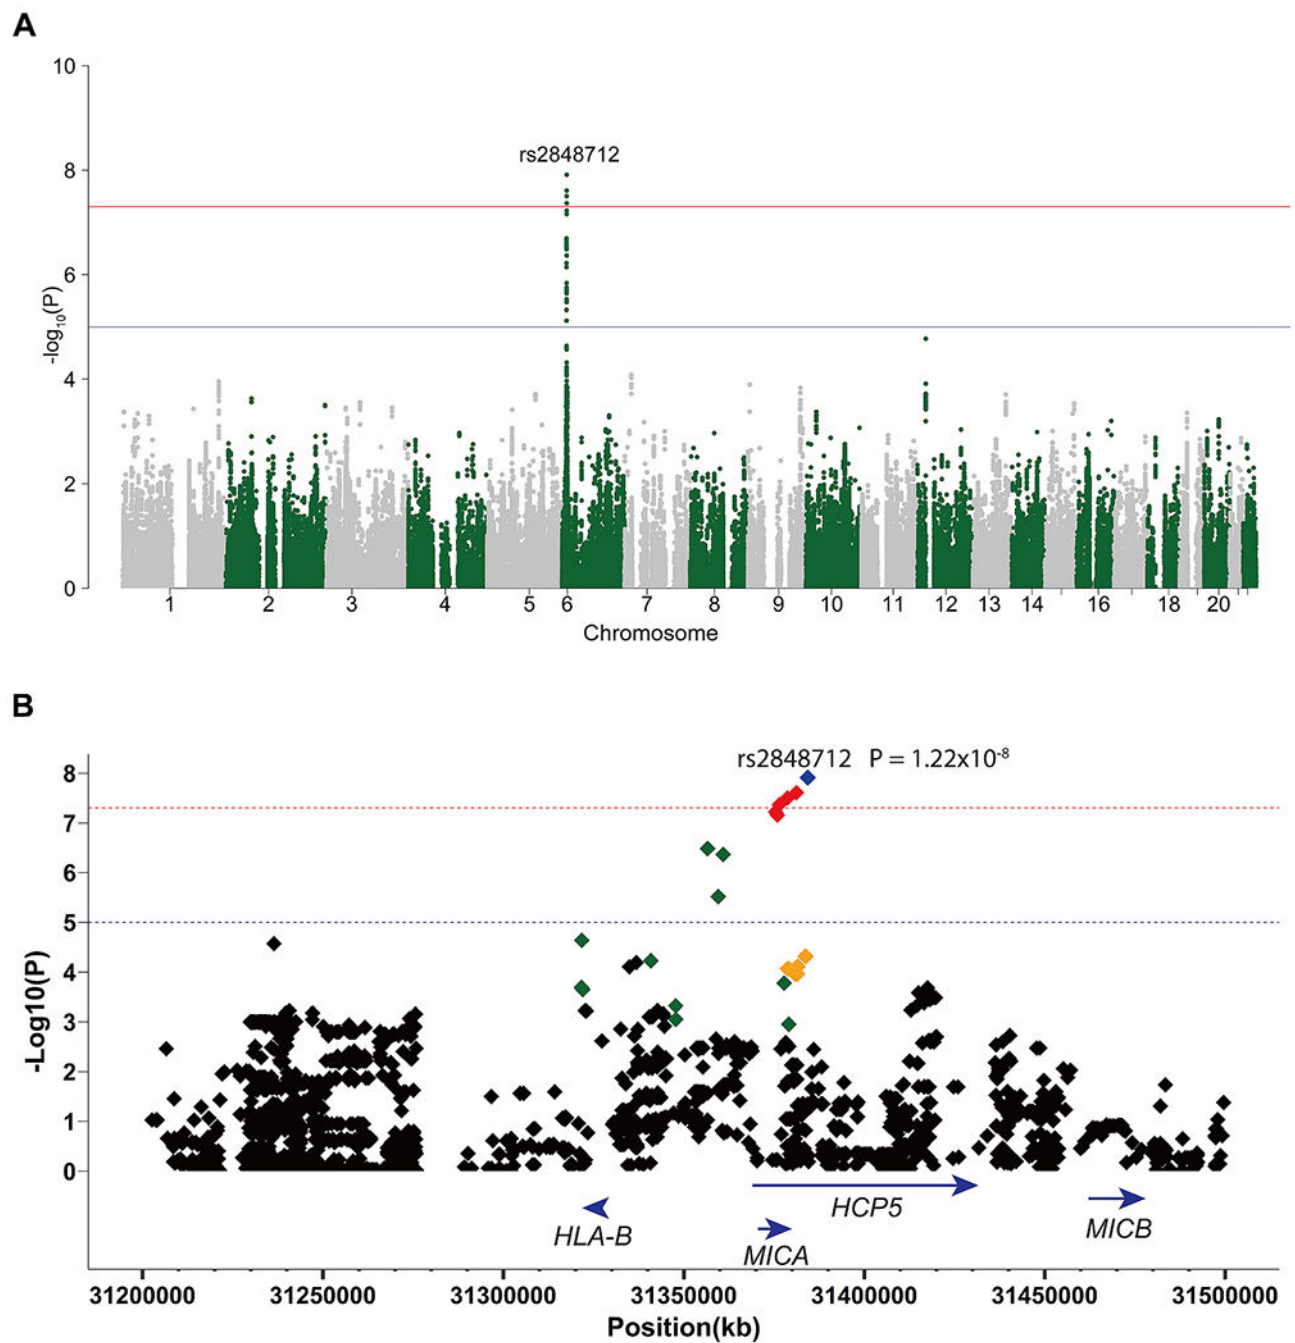 A
10
rs2848712
8
6
-log10(P)
4
2
0
1 2 3 4 5 6 7 8 9 10 11 12 13 14 16 18 20
Chromosome
B
rs2848712 P = 1.22x10-8
8
7
6
5
4
-Log10(P)
3
2
1
0
HCP5
HLA-B
MICB
MICA
31200000 31250000 31300000 31350000 31400000 31450000 31500000
Position(kb)